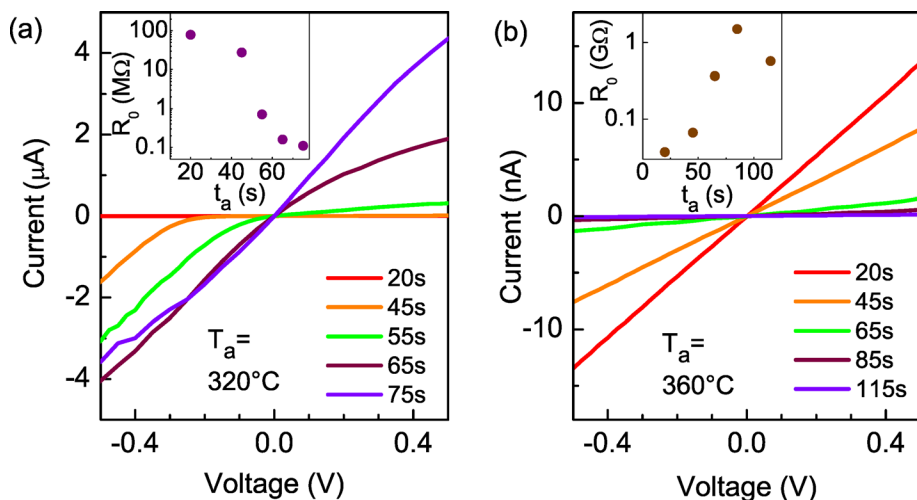 (a)
100
10
1
0.1
R₀ (MΩ)
20 40 60
tₐ (s)
4
2
0
-2
-4
Current (μA)
20s
45s
55s
65s
75s
Tₐ=
320°C
-0.4 0.0 0.4
Voltage (V)
(b)
1
0.1
R₀ (GΩ)
0 50 100
tₐ (s)
10
0
-10
Current (nA)
20s
45s
65s
85s
115s
Tₐ=
360°C
-0.4 0.0 0.4
Voltage (V)